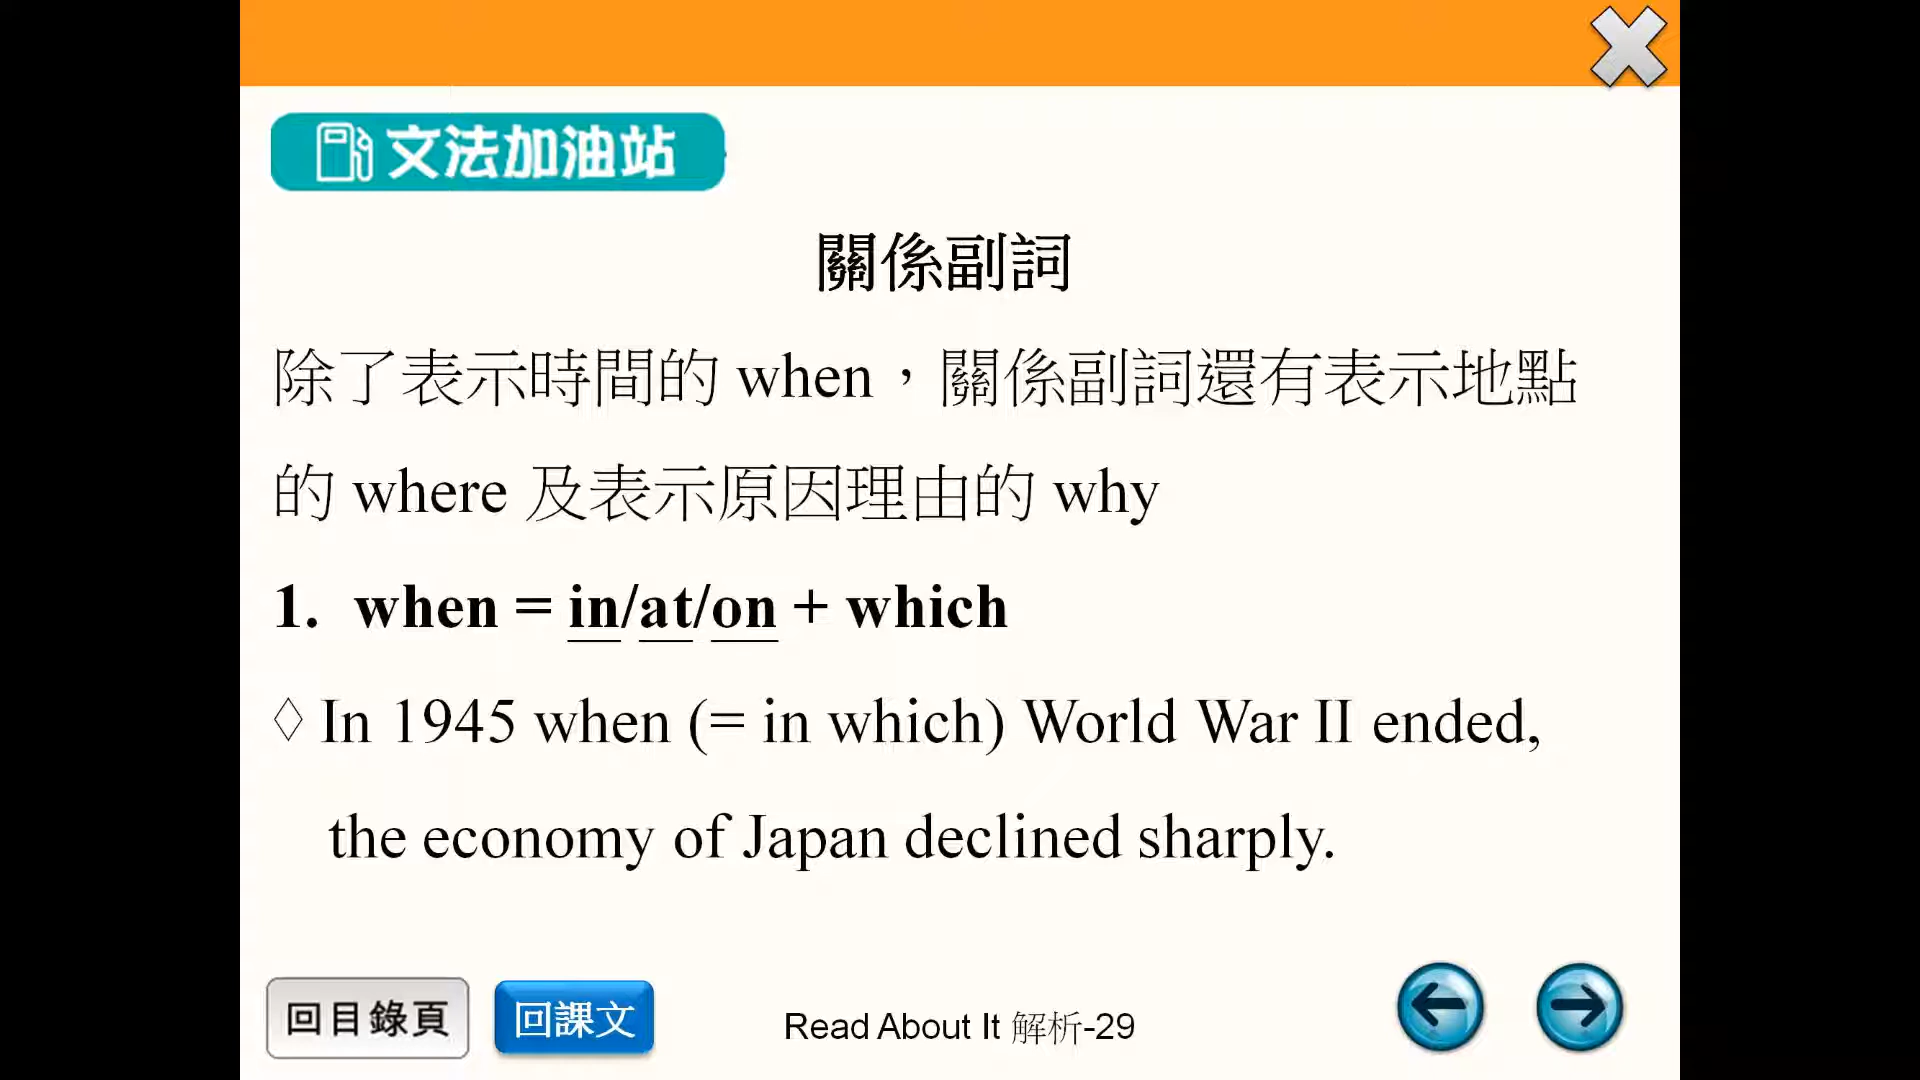 文法加油站
關係副詞
除了表示時間的 when，關係副詞還有表示地點
的 where 及表示原因理由的 why
1. when = in/at/on + which
◊ In 1945 when (= in which) World War II ended,
the economy of Japan declined sharply.
回目錄頁 回課文 Read About It 解析-29